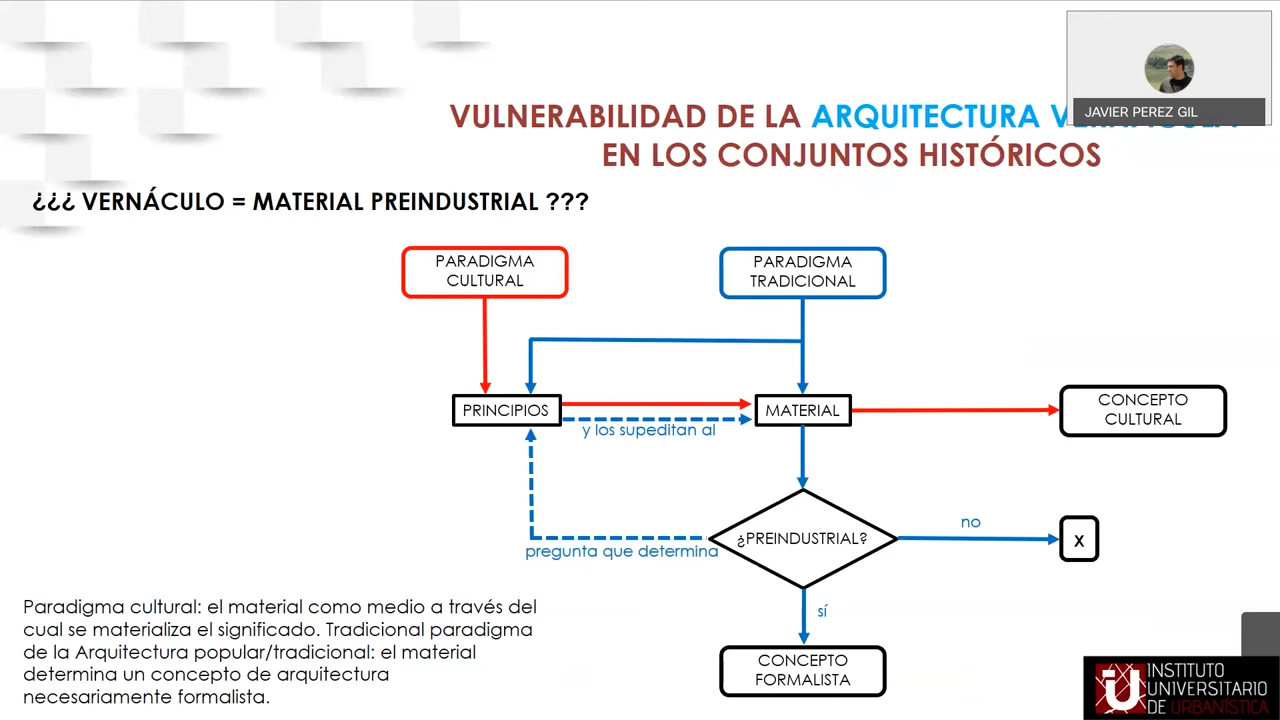 JAVIER PEREZ GIL
VULNERABILIDAD DE LA ARQUITECTURA
EN LOS CONJUNTOS HISTÓRICOS
¿¿¿ VERNÁCULO = MATERIAL PREINDUSTRIAL ???
PARADIGMA
CULTURAL
PARADIGMA
TRADICIONAL
PRINCIPIOS
MATERIAL
CONCEPTO
CULTURAL
y los supeditan al
¿PREINDUSTRIAL?
no
X
pregunta que determina
sí
CONCEPTO
FORMALISTA
Paradigma cultural: el material como medio a través del
cual se materializa el significado. Tradicional paradigma
de la Arquitectura popular/tradicional: el material
determina un concepto de arquitectura
necesariamente formalista.
IU
INSTITUTO
UNIVERSITARIO
DE URBANÍSTICA